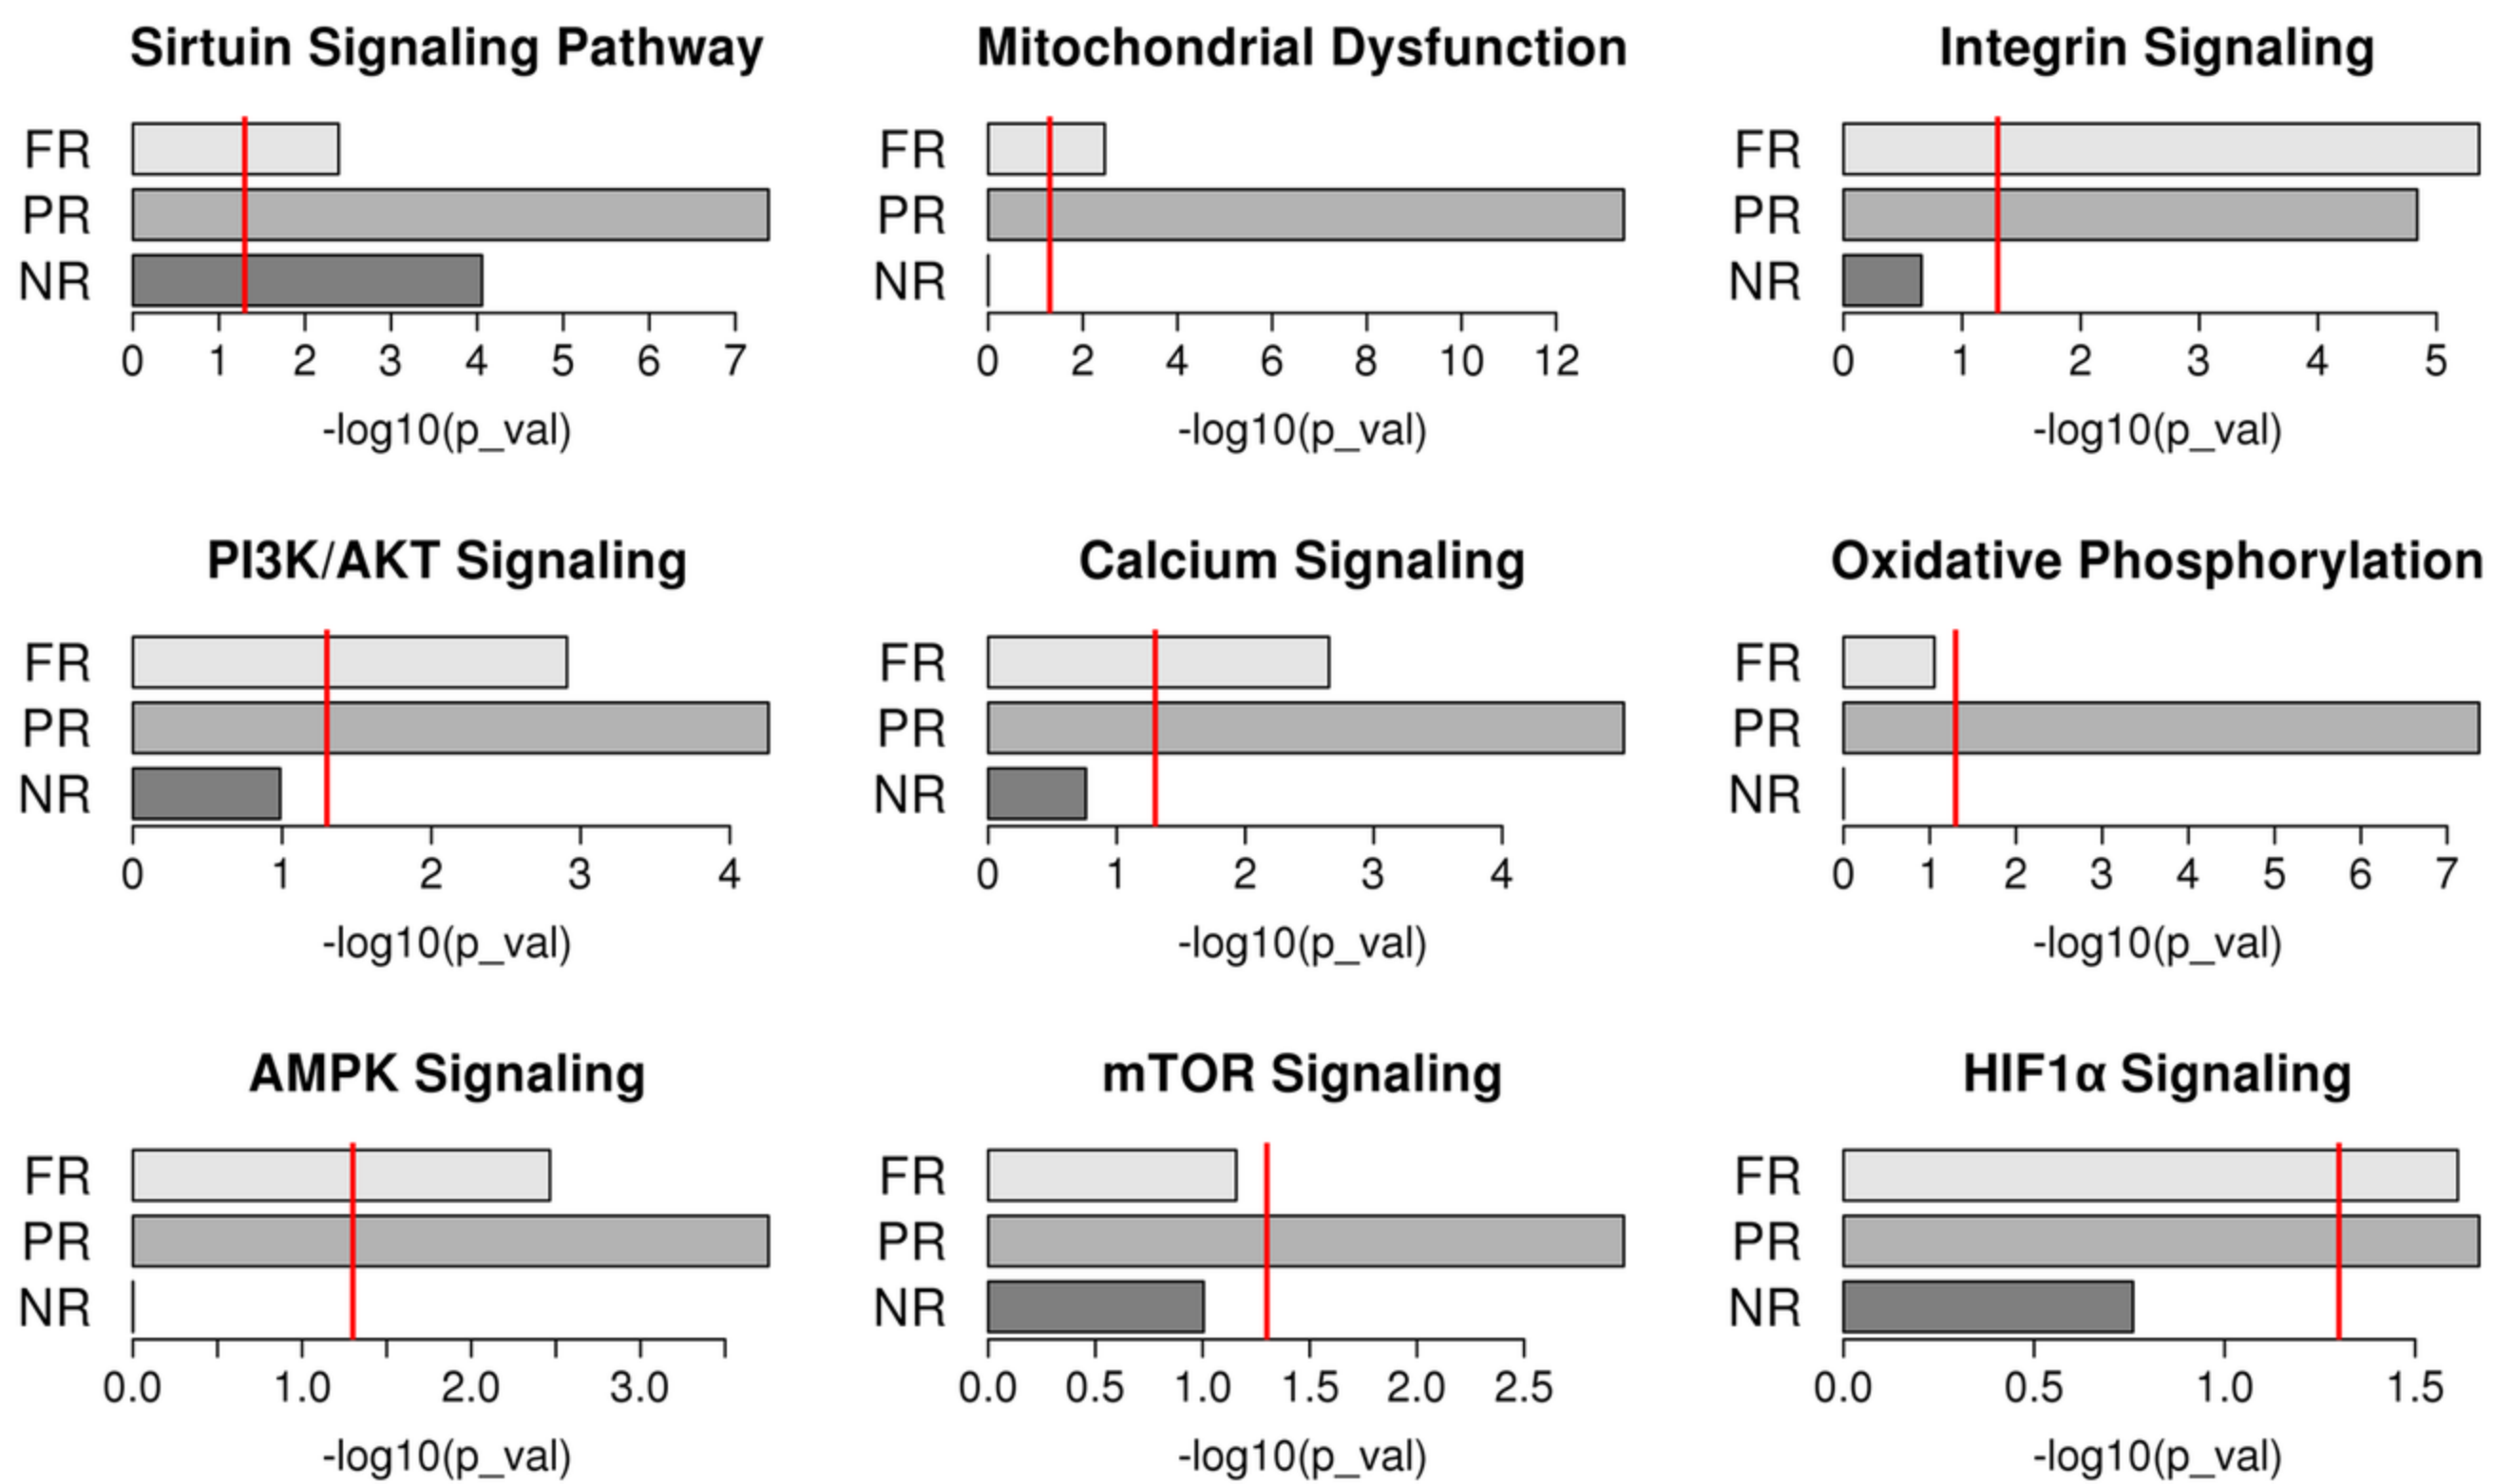 Sirtuin Signaling Pathway
FR
PR
NR
0 1 2 3 4 5 6 7
-log10(p_val)
Mitochondrial Dysfunction
FR
PR
NR
0 2 4 6 8 10 12
-log10(p_val)
Integrin Signaling
FR
PR
NR
0 1 2 3 4 5
-log10(p_val)
PI3K/AKT Signaling
FR
PR
NR
0 1 2 3 4
-log10(p_val)
Calcium Signaling
FR
PR
NR
0 1 2 3 4
-log10(p_val)
Oxidative Phosphorylation
FR
PR
NR
0 1 2 3 4 5 6 7
-log10(p_val)
AMPK Signaling
FR
PR
NR
0.0 1.0 2.0 3.0
-log10(p_val)
mTOR Signaling
FR
PR
NR
0.0 0.5 1.0 1.5 2.0 2.5
-log10(p_val)
HIF1α Signaling
FR
PR
NR
0.0 0.5 1.0 1.5
-log10(p_val)